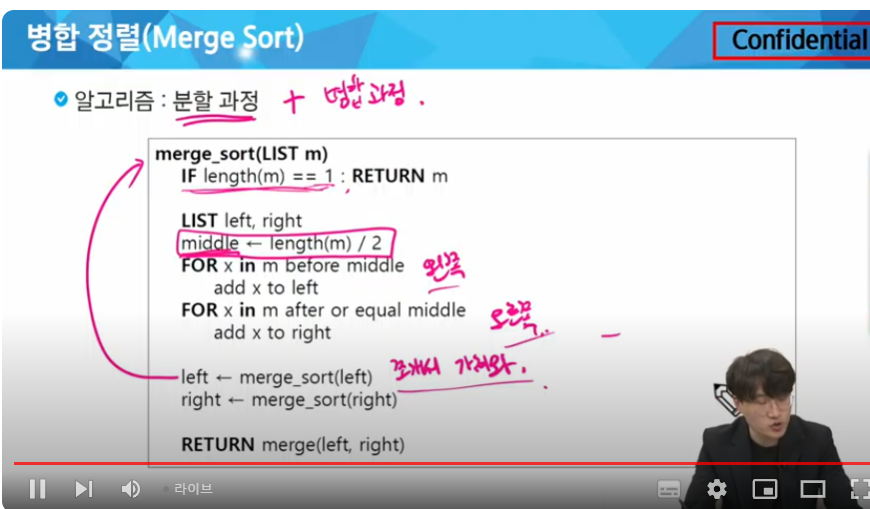 병합 정렬(Merge Sort)
Confidential
알고리즘 : 분할 과정 + 병합 과정.
merge_sort(LIST m)
IF length(m) == 1 : RETURN m
LIST left, right
middle ← length(m) / 2
FOR x in m before middle 왼쪽
add x to left
FOR x in m after or equal middle 오른쪽
add x to right
left ← merge_sort(left) 쪼개서 가져와.
right ← merge_sort(right)
RETURN merge(left, right)
라이브